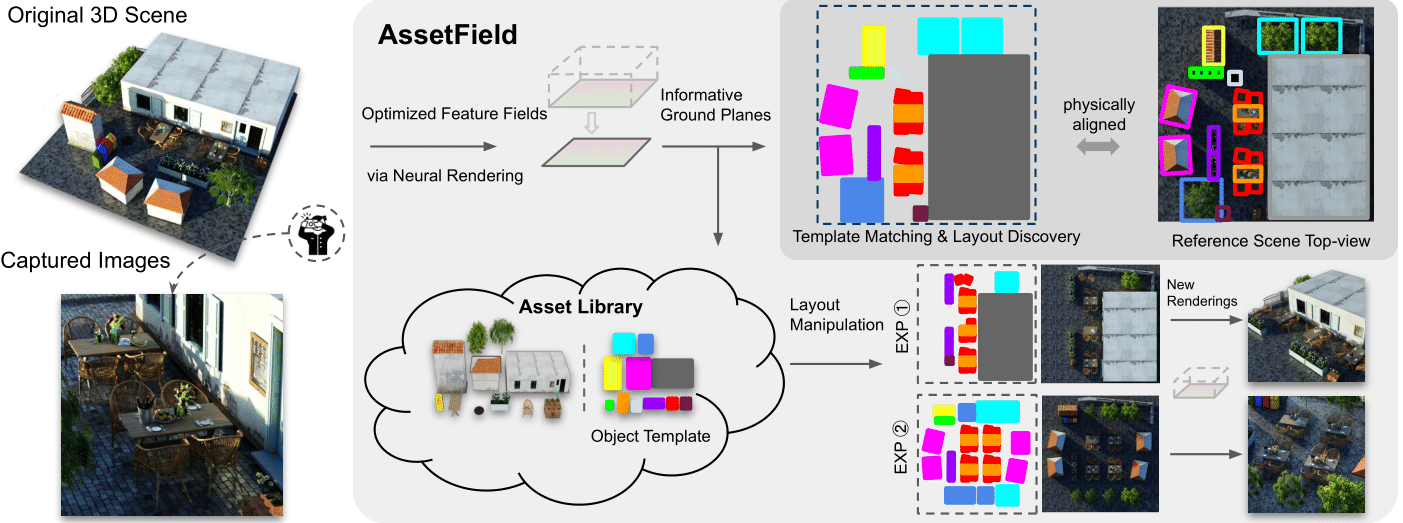 Original 3D Scene
Captured Images
AssetField
Optimized Feature Fields
via Neural Rendering
Informative
Ground Planes
Template Matching & Layout Discovery
physically
aligned
Reference Scene Top-view
Asset Library
Object Template
Layout
Manipulation
EXP ①
EXP ②
New
Renderings